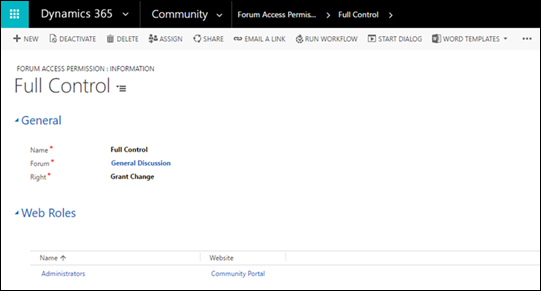 Dynamics 365 Community Forum Access Permis... Full Control
NEW DEACTIVATE DELETE ASSIGN SHARE EMAIL A LINK RUN WORKFLOW START DIALOG WORD TEMPLATES ...
FORUM ACCESS PERMISSION : INFORMATION
Full Control
General
Name * Full Control
Forum * General Discussion
Right * Grant Change
Web Roles
Name Website
Administrators Community Portal